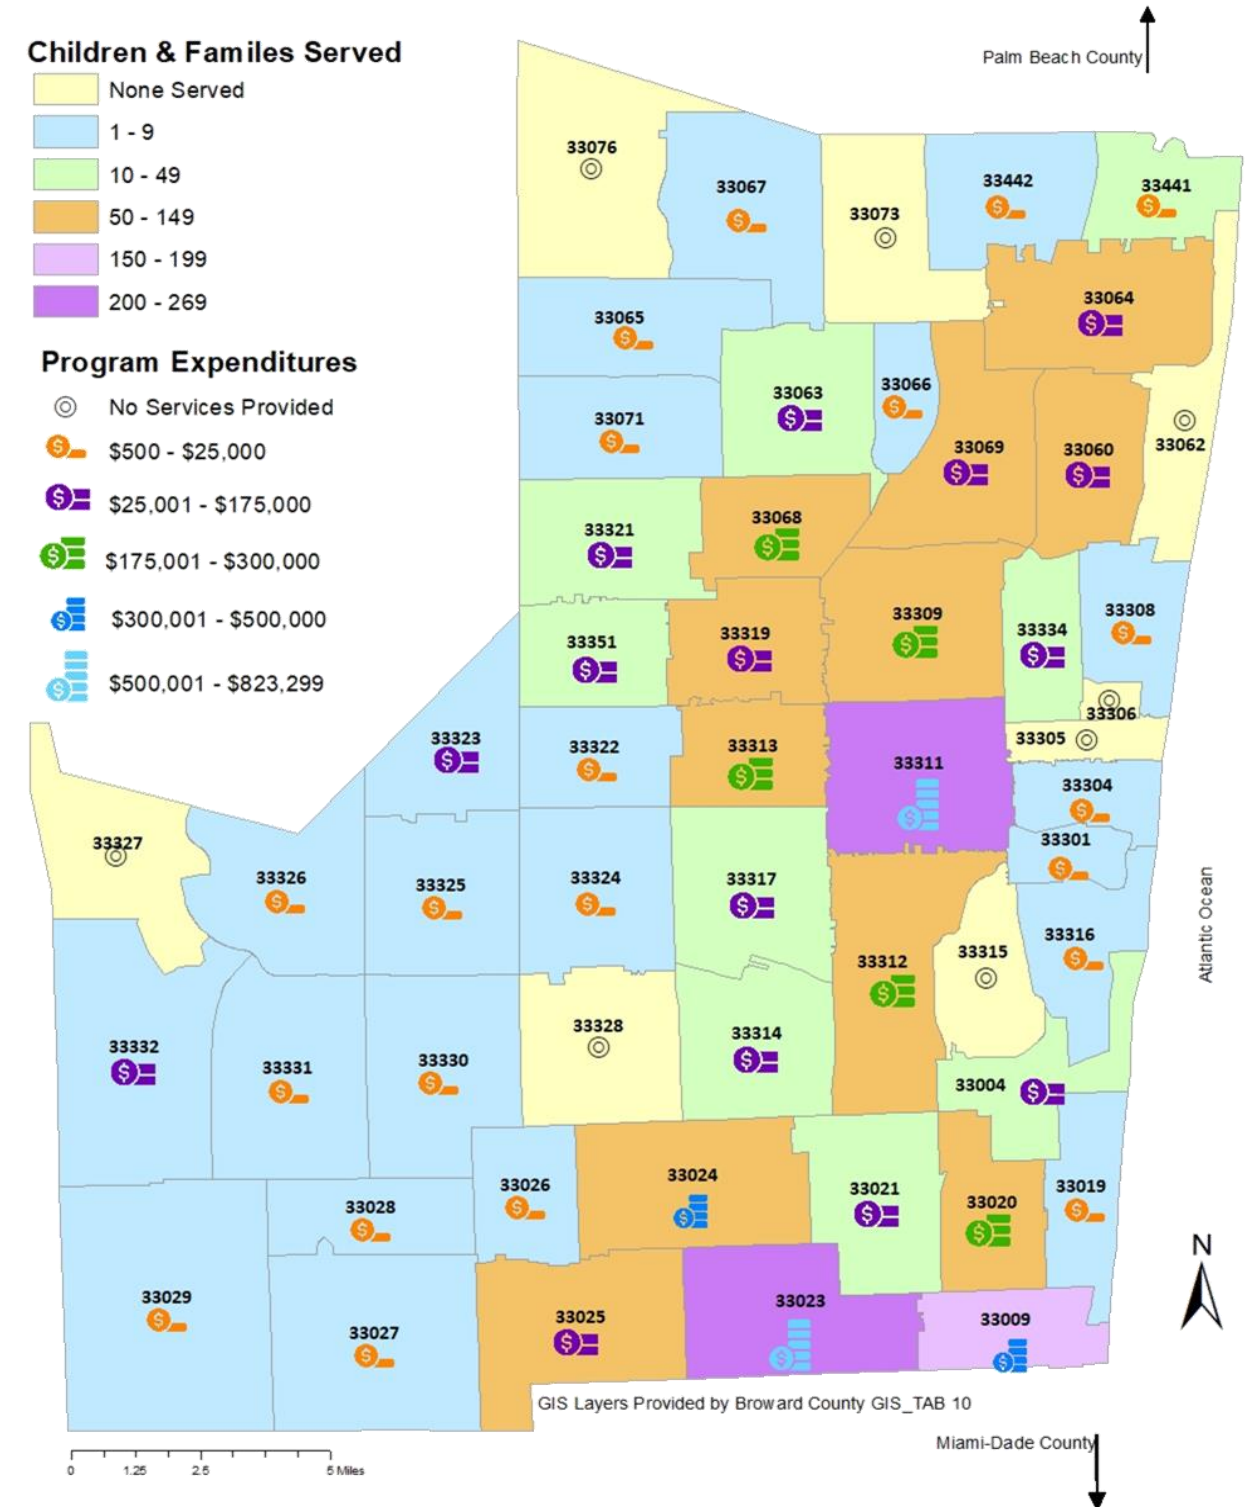 Palm Beach County
Children & Familes Served
None Served
1 - 9
10 - 49
50 - 149
150 - 199
200 - 269
Program Expenditures
No Services Provided
$500 - $25,000
$25,001 - $175,000
$175,001 - $300,000
$300,001 - $500,000
$500,001 - $823,299
33076
33067
33073
33442
33441
33064
33065
33063
33066
33071
33069
33060
33062
33321
33068
33309
33308
33334
33351
33319
33306
33305
33323
33322
33313
33311
33304
33301
33327
33326
33325
33324
33317
33316
33315
33312
Atlantic Ocean
33328
33314
33332
33331
33330
33004
33024
33026
33021
33020
33019
33028
33029
33027
33025
33023
33009
N
GIS Layers Provided by Broward County GIS_TAB 10
Miami-Dade County
0 1.25 2.5 5 Miles